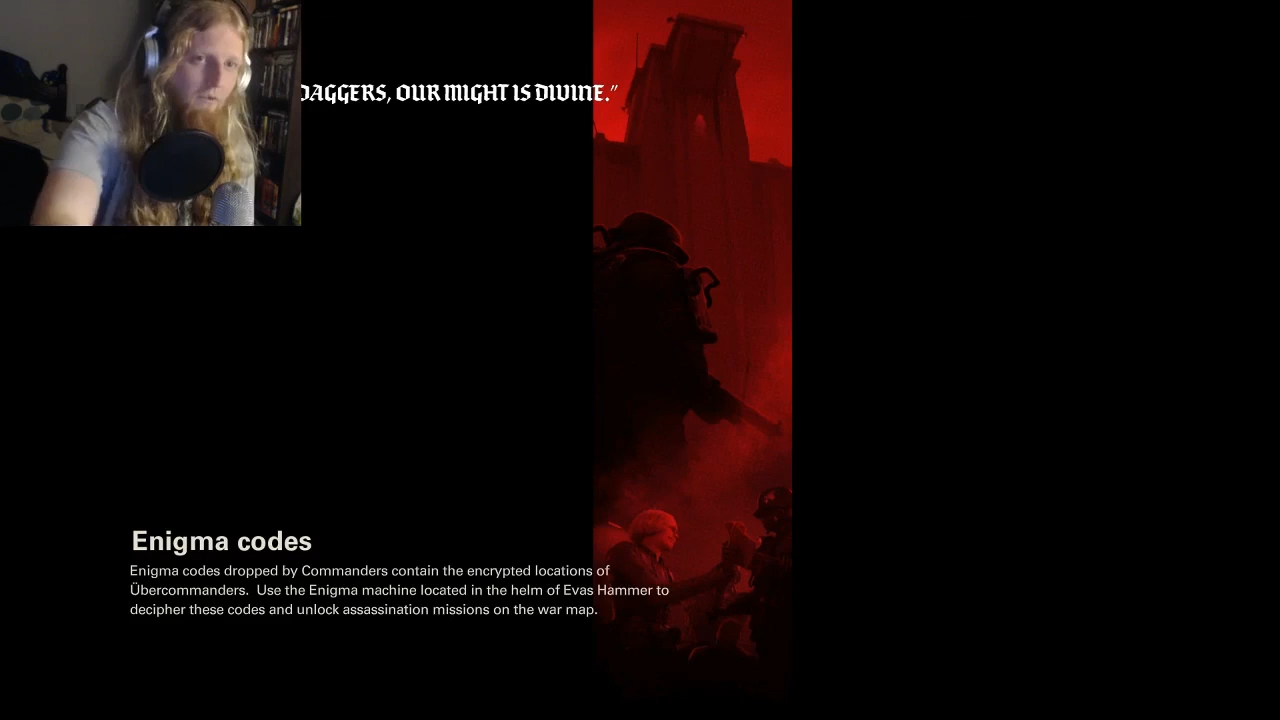 DAGGERS, OUR MIGHT IS DIVINE."
Enigma codes
Enigma codes dropped by Commanders contain the encrypted locations of
Übercommanders.  Use the Enigma machine located in the helm of Evas Hammer to
decipher these codes and unlock assassination missions on the war map.